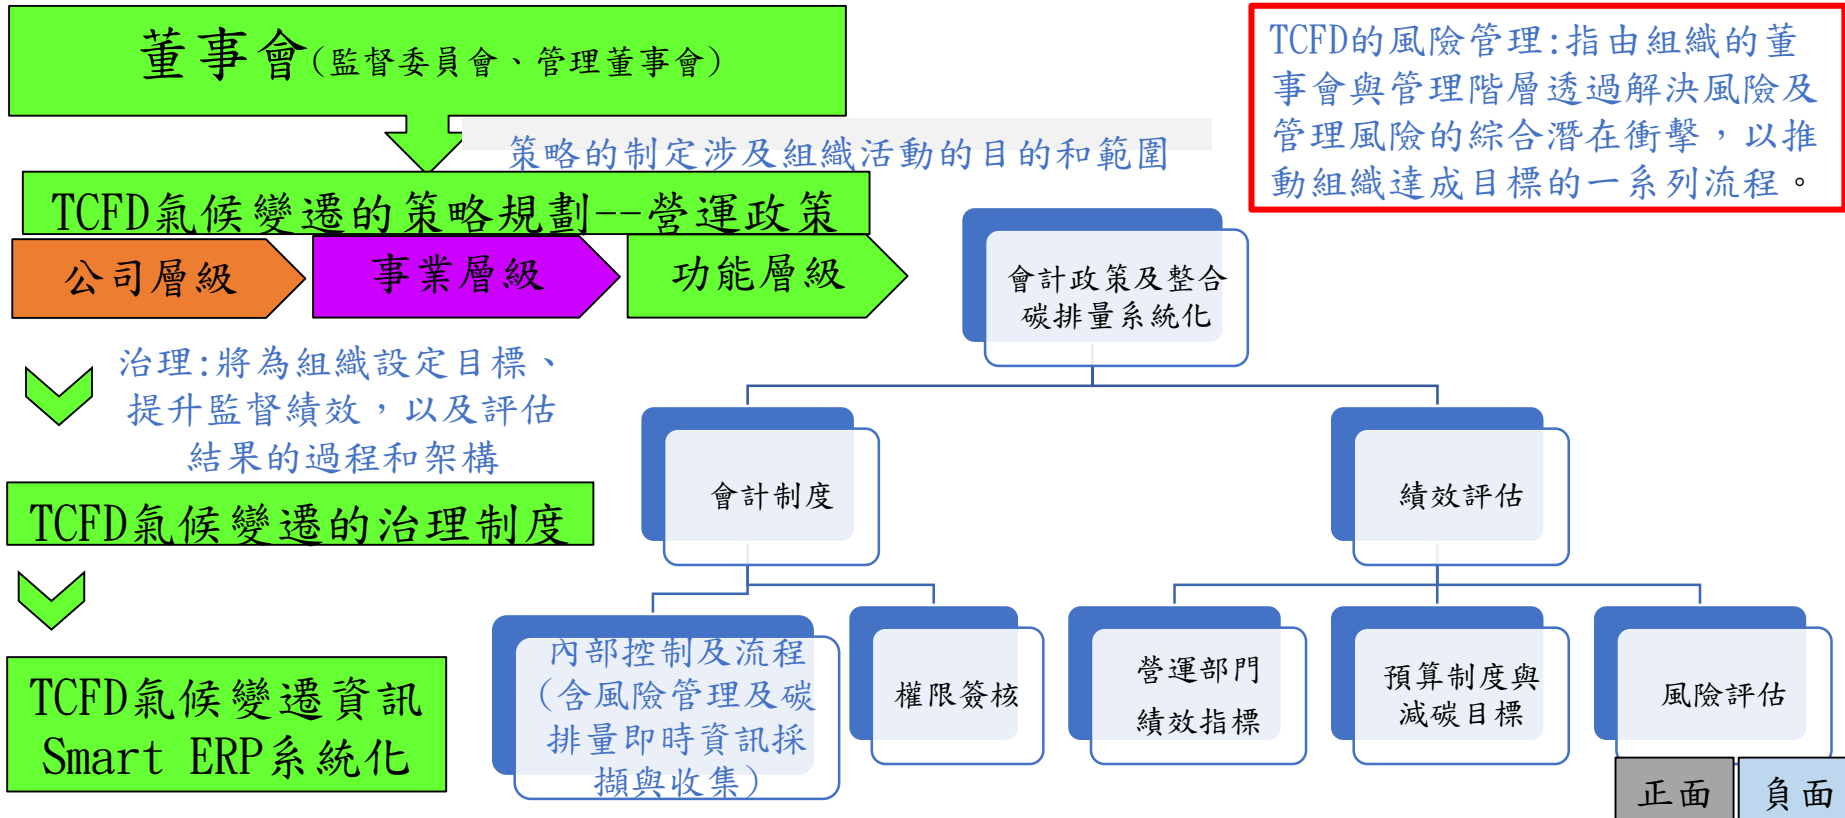 董事會(監督委員會、管理董事會)
策略的制定涉及組織活動的目的和範圍
TCFD氣候變遷的策略規劃--營運政策
公司層級
事業層級
功能層級
治理:將為組織設定目標、
提升監督績效，以及評估
結果的過程和架構
TCFD氣候變遷的治理制度
TCFD氣候變遷資訊
Smart ERP系統化
TCFD的風險管理:指由組織的董
事會與管理階層透過解決風險及
管理風險的綜合潛在衝擊，以推
動組織達成目標的一系列流程。
會計政策及整合
碳排量系統化
會計制度
績效評估
內部控制及流程
(含風險管理及碳
排量即時資訊採
擷與收集)
權限簽核
營運部門
績效指標
預算制度與
減碳目標
風險評估
正面
負面